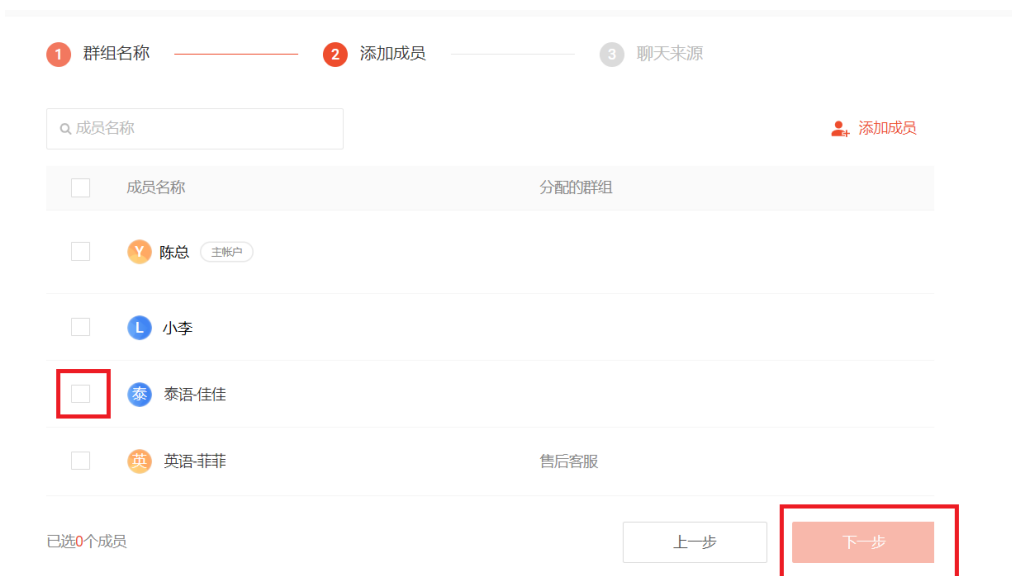 1 群组名称 2 添加成员 3 聊天来源
成员名称 添加成员
成员名称 分配的群组
Y 陈总 主帐户
L 小李
泰 泰语-佳佳
英 英语-菲菲 售后客服
已选0个成员 上一步 下一步